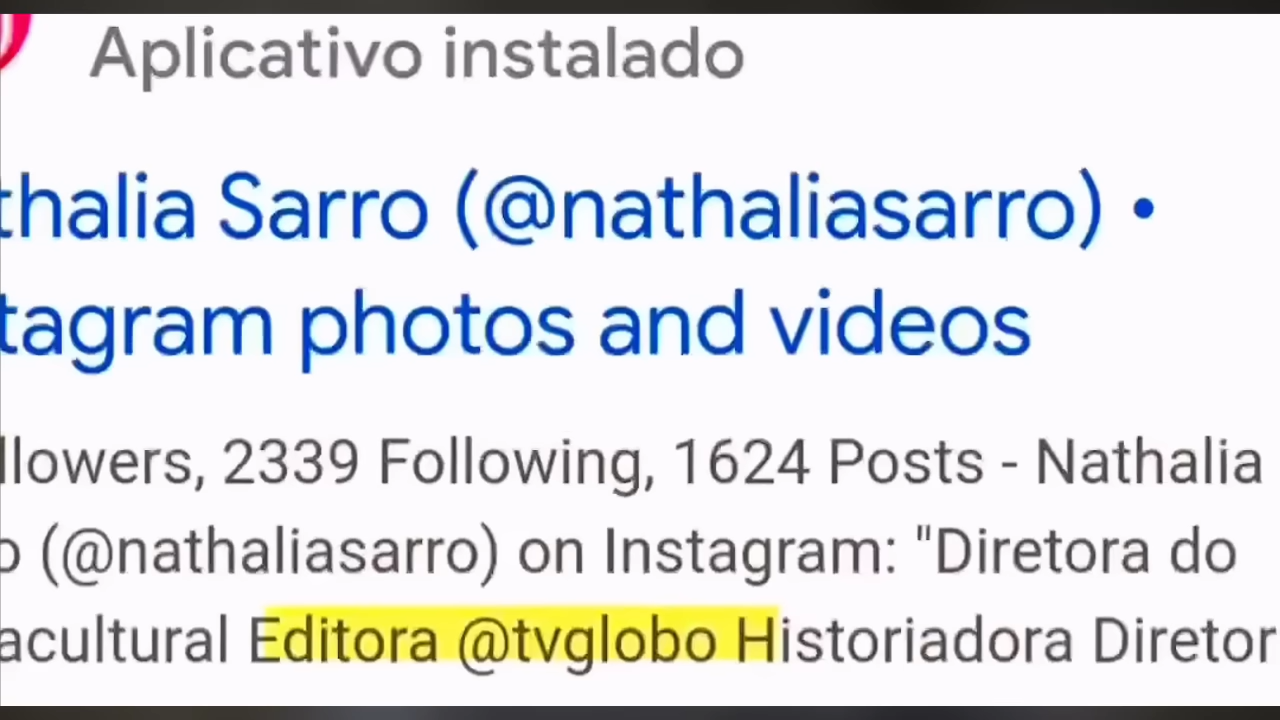 Aplicativo instalado
thalia Sarro (@nathaliasarro) •
tagram photos and videos
llowers, 2339 Following, 1624 Posts - Nathalia
o (@nathaliasarro) on Instagram: "Diretora do
acultural Editora @tvglobo Historiadora Diretor